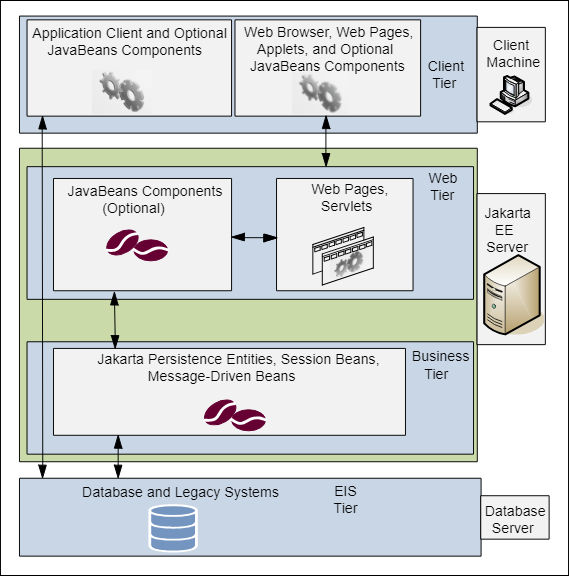 Application Client and Optional
JavaBeans Components
Web Browser, Web Pages,
Applets, and Optional
JavaBeans Components
Client
Tier
Client
Machine
JavaBeans Components
(Optional)
Web Pages,
Servlets
Web
Tier
Jakarta
EE
Server
Jakarta Persistence Entities, Session Beans,
Message-Driven Beans
Business
Tier
Database and Legacy Systems
EIS
Tier
Database
Server